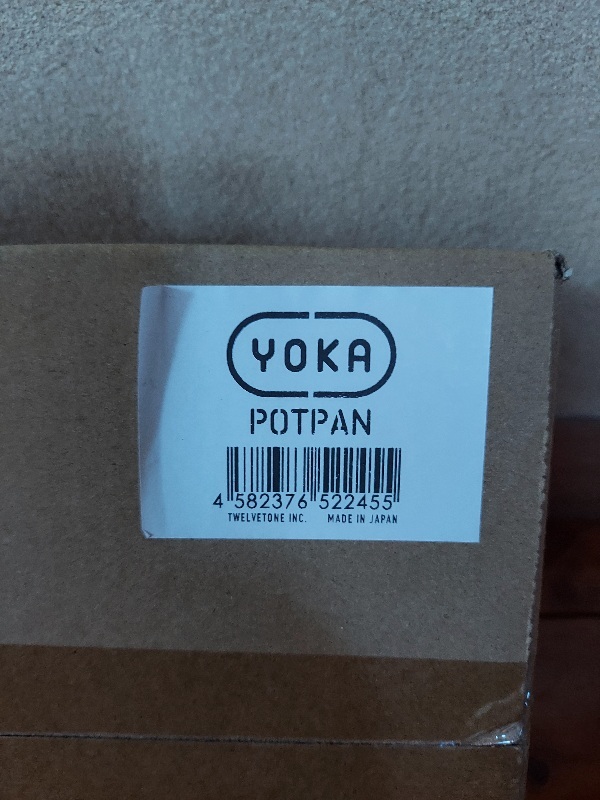 YOKA
POTPAN
4 582376 522455
TWELVETONE INC. MADE IN JAPAN